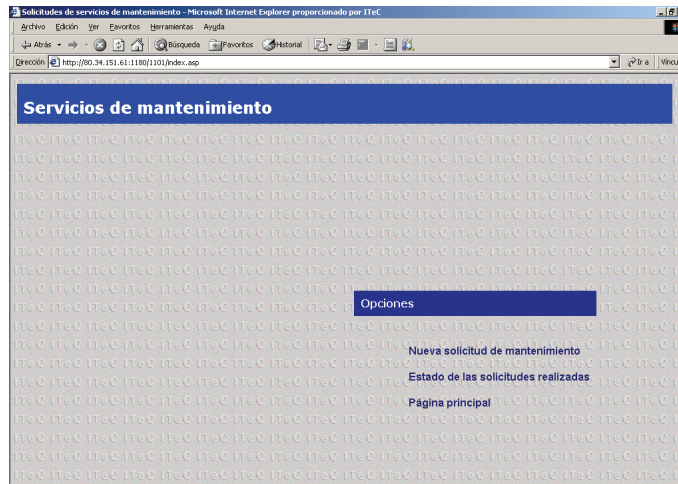 Solicitudes de servicios de mantenimiento - Microsoft Internet Explorer proporcionado por ITeC
Archivo Edición Ver Favoritos Herramientas Ayuda
Atrás Búsqueda Favoritos Historial
Dirección http://80.34.151.61:1180/1101/index.asp Ir a Víncu
Servicios de mantenimiento
Opciones
Nueva solicitud de mantenimiento
Estado de las solicitudes realizadas
Página principal